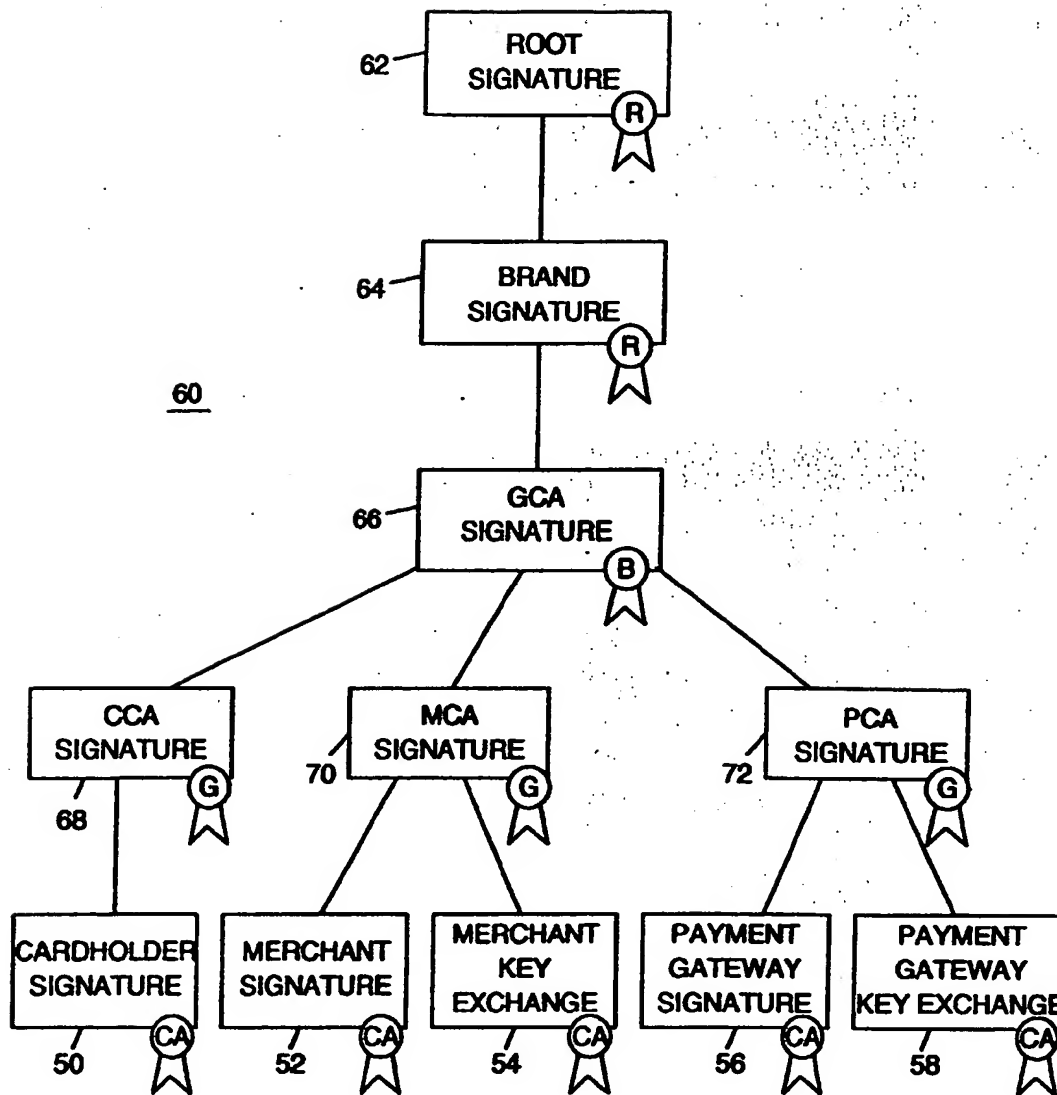 62
ROOT
SIGNATURE
R
64
BRAND
SIGNATURE
R
60
66
GCA
SIGNATURE
B
CCA
SIGNATURE
G
68
MCA
SIGNATURE
G
70
PCA
SIGNATURE
G
72
CARDHOLDER
SIGNATURE
CA
50
MERCHANT
SIGNATURE
CA
52
MERCHANT
KEY
EXCHANGE
CA
54
PAYMENT
GATEWAY
SIGNATURE
CA
56
PAYMENT
GATEWAY
KEY EXCHANGE
CA
58